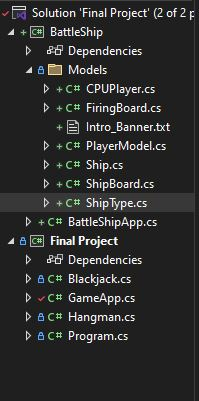 Solution 'Final Project' (2 of 2 p
BattleShip
Dependencies
Models
C# CPUPlayer.cs
C# FiringBoard.cs
Intro_Banner.txt
C# PlayerModel.cs
C# Ship.cs
C# ShipBoard.cs
C# ShipType.cs
C# BattleShipApp.cs
Final Project
Dependencies
C# Blackjack.cs
C# GameApp.cs
C# Hangman.cs
C# Program.cs